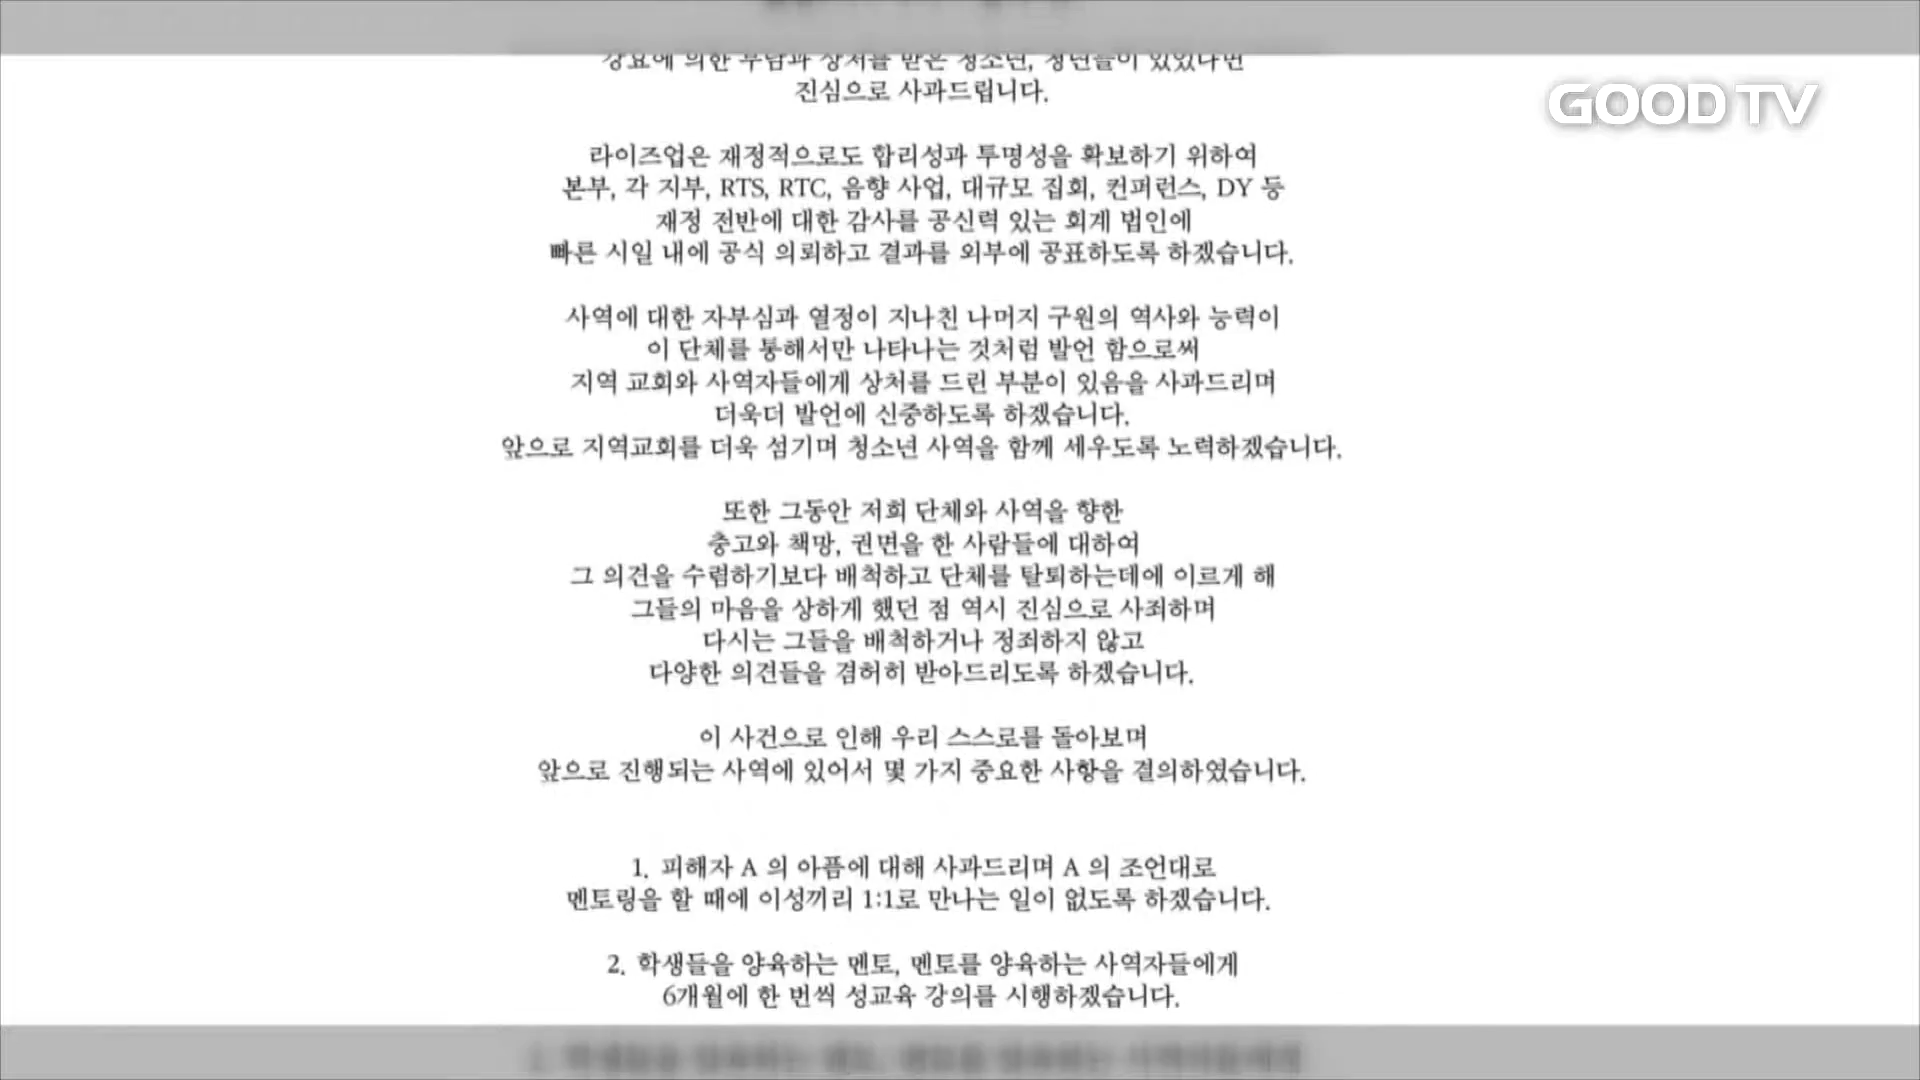 강요에 의한 부담과 상처를 받은 청소년, 청년들이 있었다면
진심으로 사과드립니다.
GOODTV
라이즈업은 재정적으로도 합리성과 투명성을 확보하기 위하여
본부, 각 지부, RTS, RTC, 음향 사업, 대규모 집회, 컨퍼런스, DY 등
재정 전반에 대한 감사를 공신력 있는 회계 법인에
빠른 시일 내에 공식 의뢰하고 결과를 외부에 공표하도록 하겠습니다.
사역에 대한 자부심과 열정이 지나친 나머지 구원의 역사와 능력이
이 단체를 통해서만 나타나는 것처럼 발언 함으로써
지역 교회와 사역자들에게 상처를 드린 부분이 있음을 사과드리며
더욱더 발언에 신중하도록 하겠습니다.
앞으로 지역교회를 더욱 섬기며 청소년 사역을 함께 세우도록 노력하겠습니다.
또한 그동안 저희 단체와 사역을 향한
충고와 책망, 권면을 한 사람들에 대하여
그 의견을 수렴하기보다 배척하고 단체를 탈퇴하는데에 이르게 해
그들의 마음을 상하게 했던 점 역시 진심으로 사죄하며
다시는 그들을 배척하거나 정죄하지 않고
다양한 의견들을 겸허히 받아드리도록 하겠습니다.
이 사건으로 인해 우리 스스로를 돌아보며
앞으로 진행되는 사역에 있어서 몇 가지 중요한 사항을 결의하였습니다.
1. 피해자 A 의 아픔에 대해 사과드리며 A 의 조언대로
멘토링을 할 때에 이성끼리 1:1로 만나는 일이 없도록 하겠습니다.
2. 학생들을 양육하는 멘토, 멘토를 양육하는 사역자들에게
6개월에 한 번씩 성교육 강의를 시행하겠습니다.